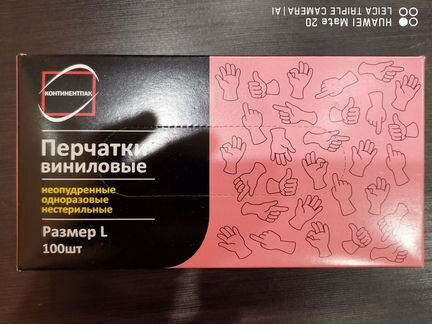 HUAWEI Mate 20
LEICA TRIPLE CAMERA | AI
КОНТИНЕНТПАК
Перчатки
виниловые
неопудренные
одноразовые
нестерильные
Размер L
100шт